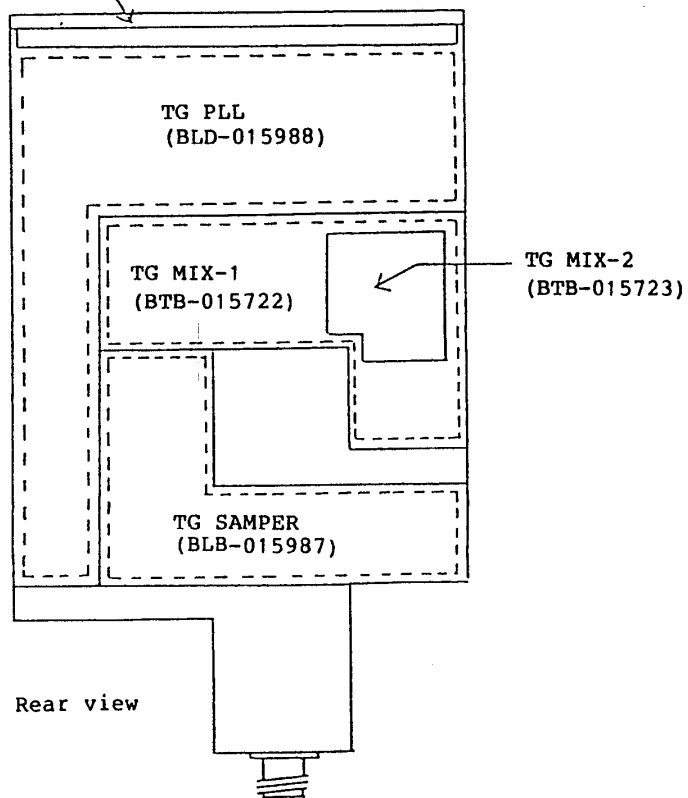 TG PLL
(BLD-015988)
TG MIX-1
(BTB-015722)
TG MIX-2
(BTB-015723)
TG SAMPER
(BLB-015987)
Rear view